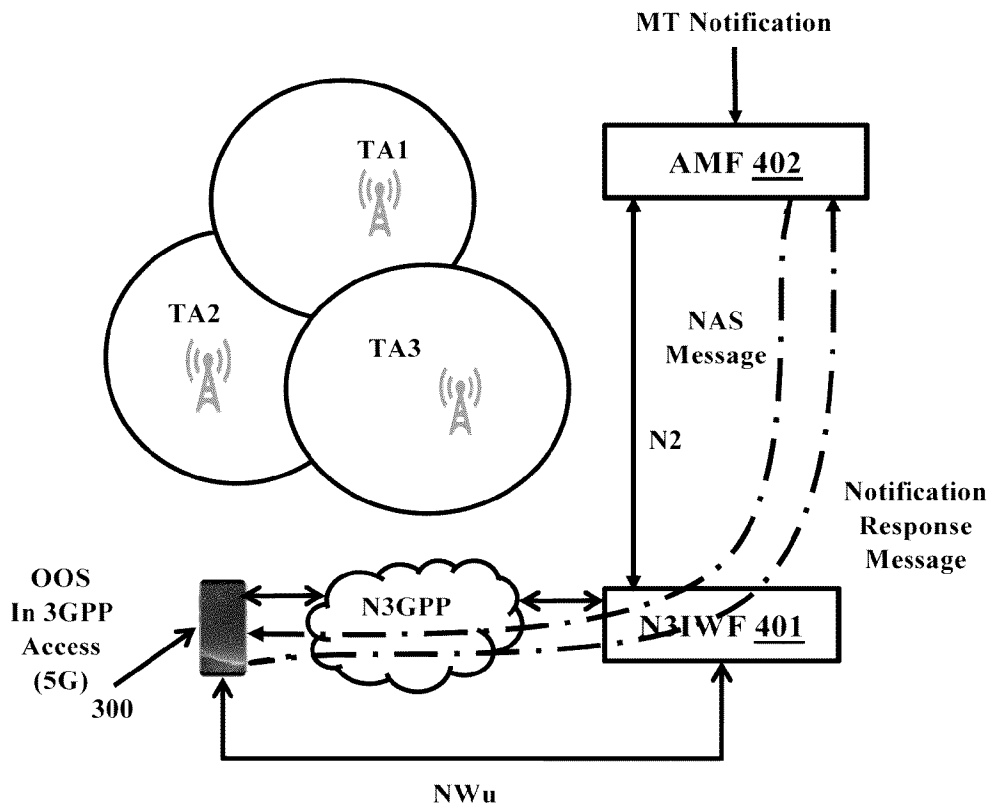 MT Notification
AMF 402
TA1
TA2
TA3
NAS
Message
N2
Notification
Response
Message
OOS
In 3GPP
Access
(5G)
300
N3GPP
N3IWF 401
NWu